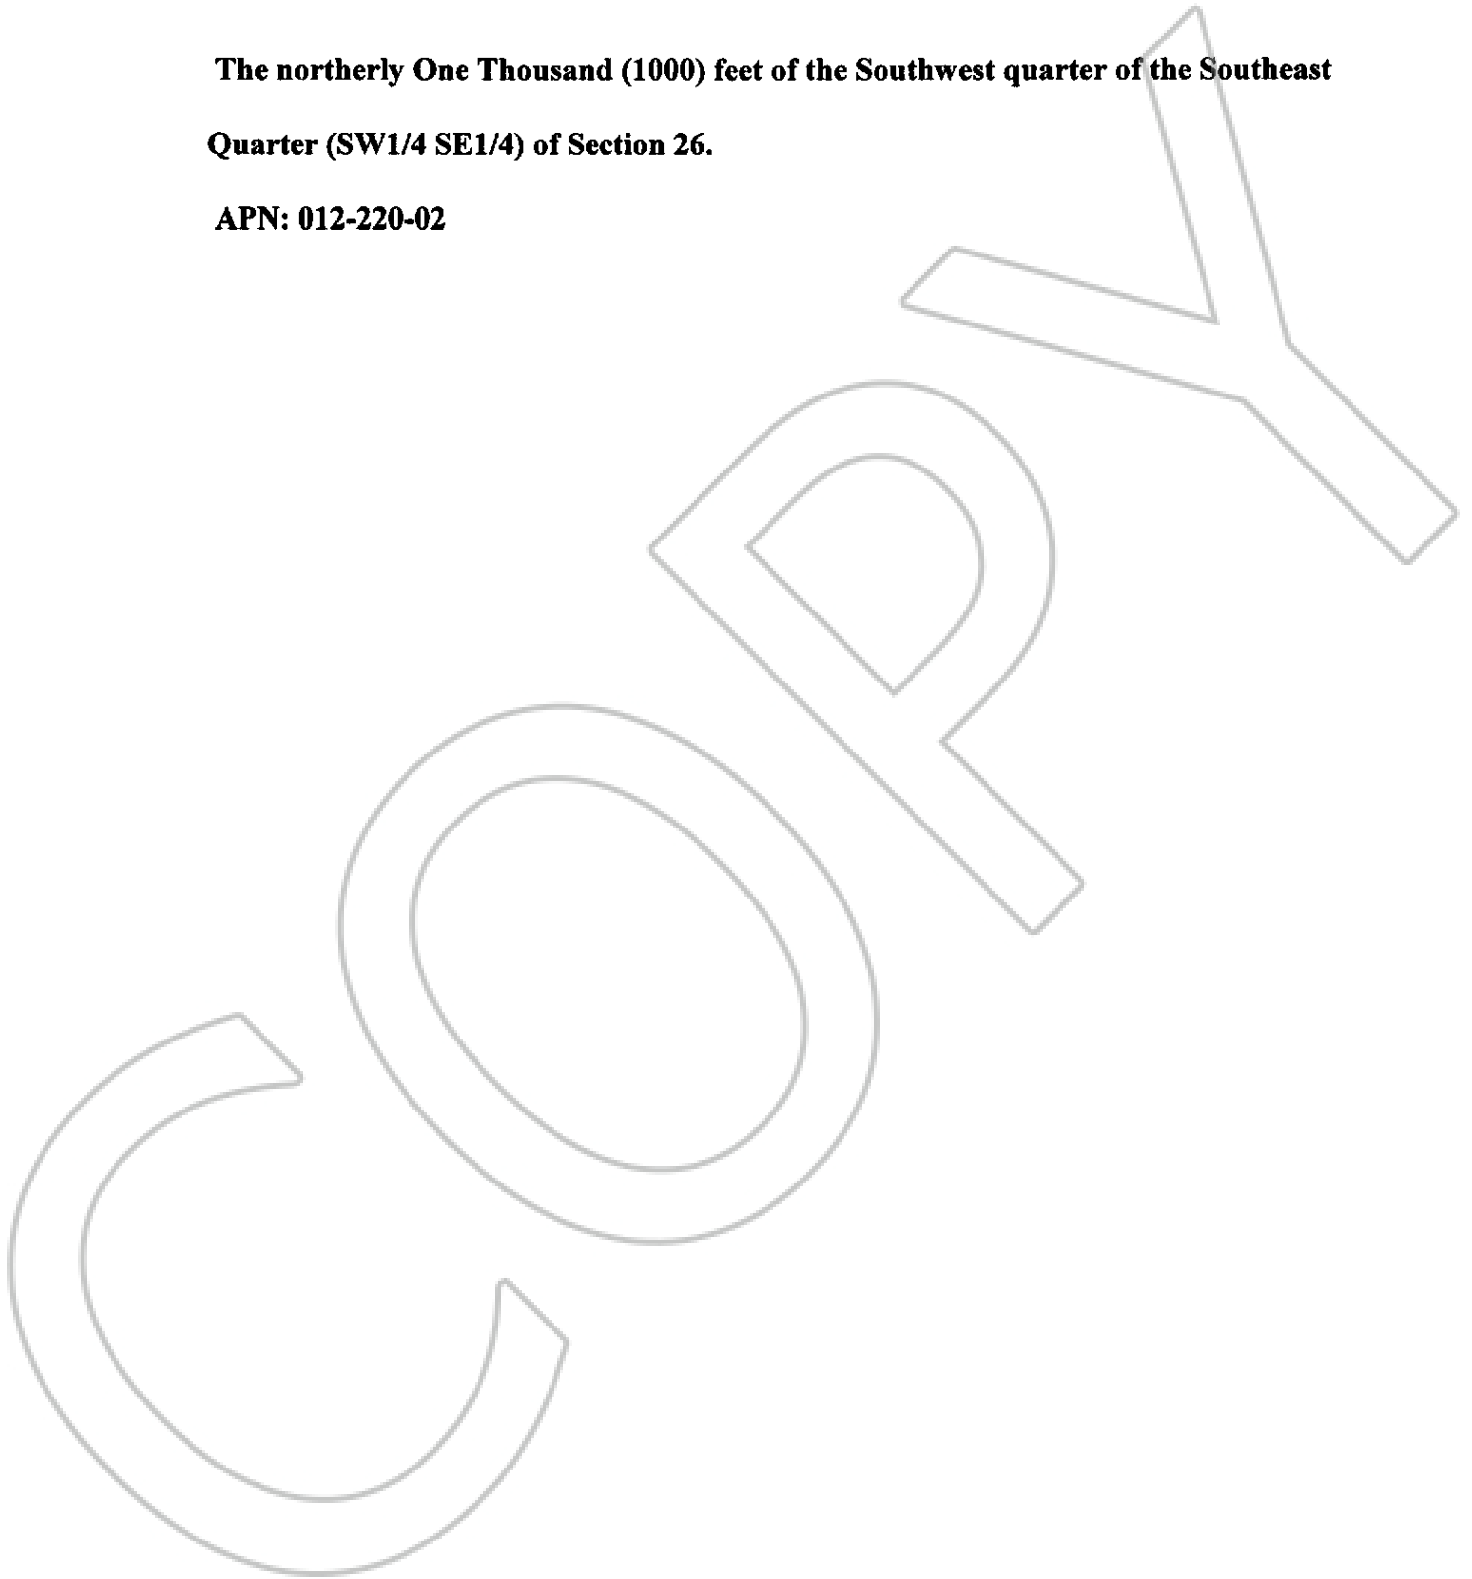 The northerly One Thousand (1000) feet of the Southwest quarter of the Southeast
Quarter (SW1/4 SE1/4) of Section 26.
APN: 012-220-02
COPY